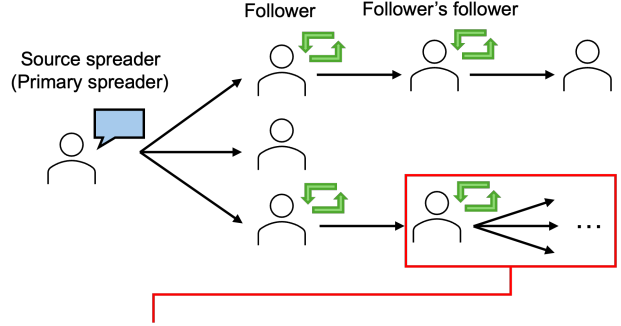 Follower
Follower's follower
Source spreader
(Primary spreader)
...